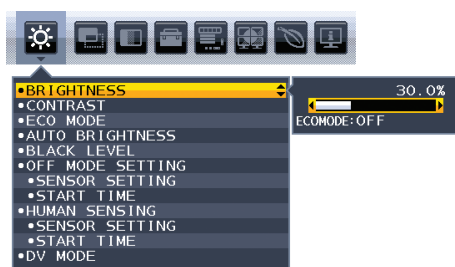 •BRIGHTNESS
•CONTRAST
•ECO MODE
•AUTO BRIGHTNESS
•BLACK LEVEL
•OFF MODE SETTING
•SENSOR SETTING
•START TIME
•HUMAN SENSING
•SENSOR SETTING
•START TIME
•DV MODE
30.0%
ECOMODE:OFF